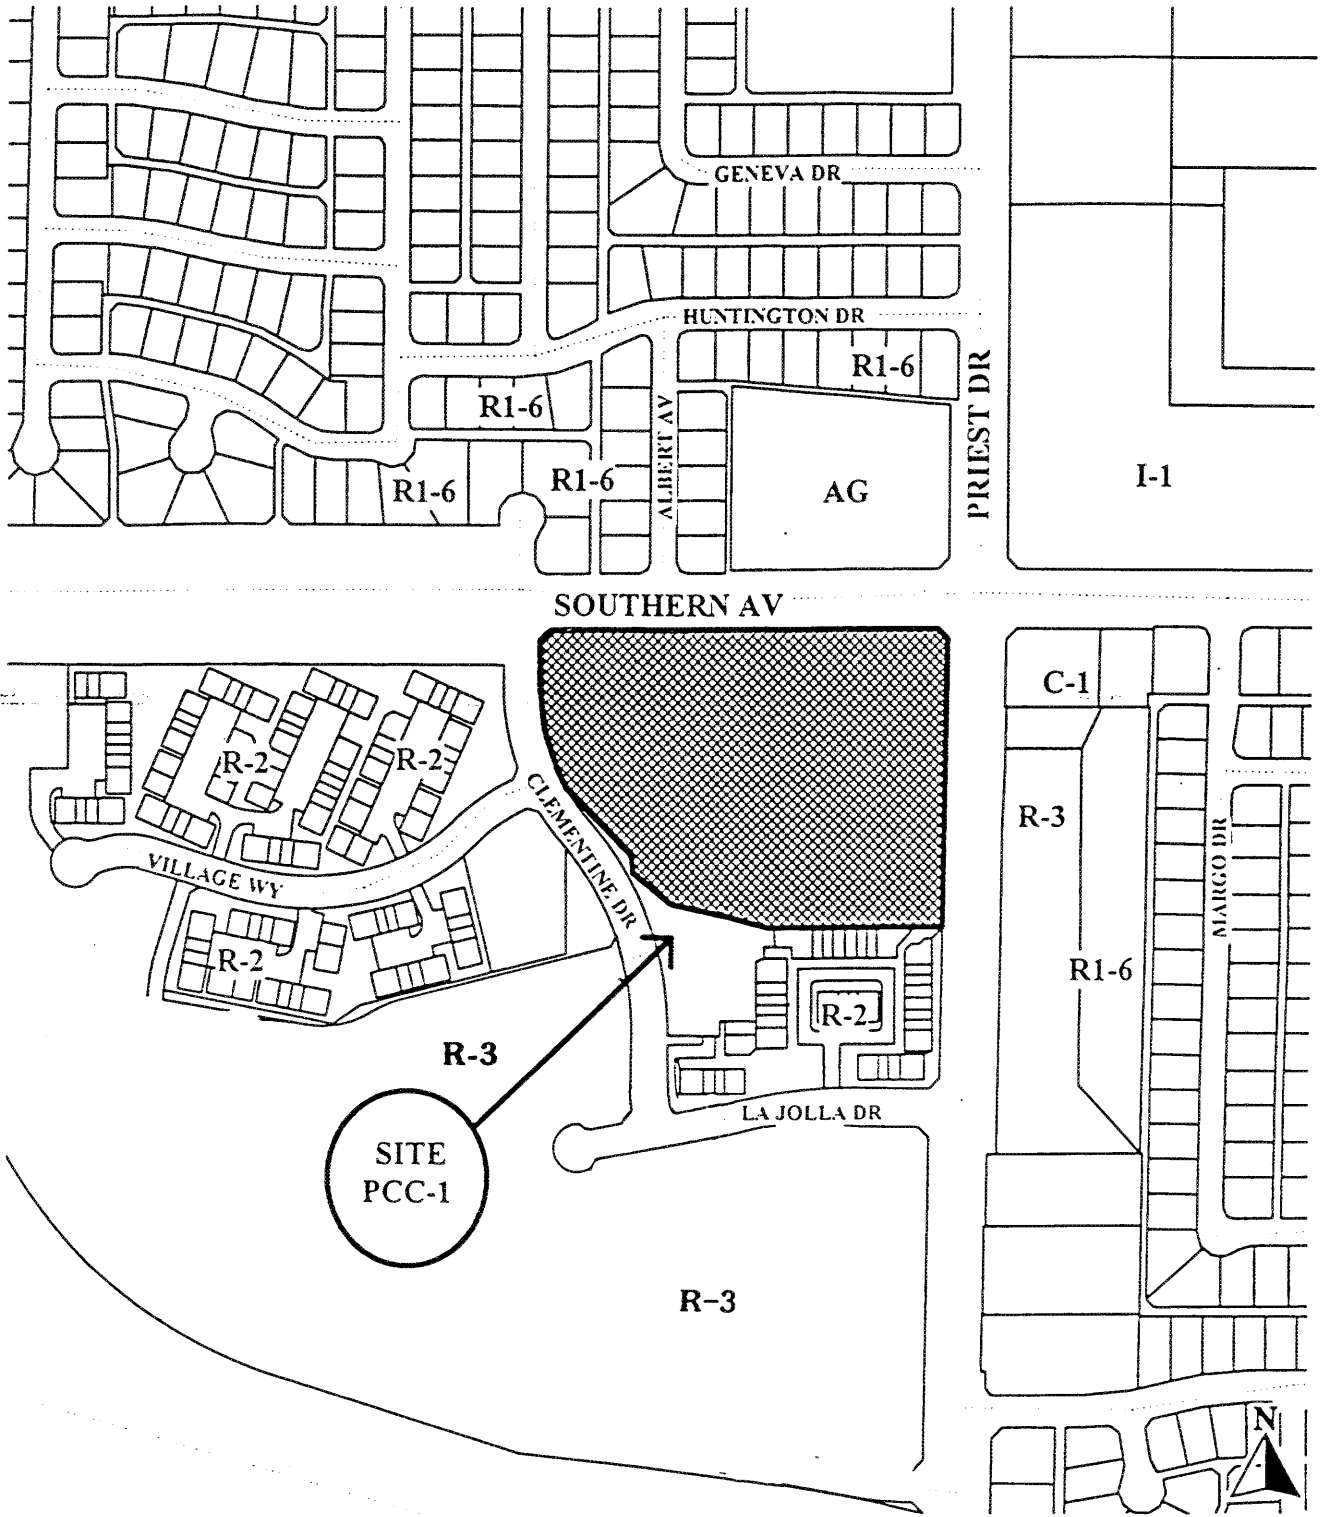 GENEVA DR
HUNTINGTON DR
R1-6
PRIEST DR
R1-6
ALBERT AV
R1-6
R1-6
AG
I-1
SOUTHERN AV
C-1
R-2
R-2
CLEMENTINE DR
R-3
MARGO DR
VILLAGE WY
R-2
R1-6
R-2
R-3
LA JOLLA DR
SITE
PCC-1
R-3
N